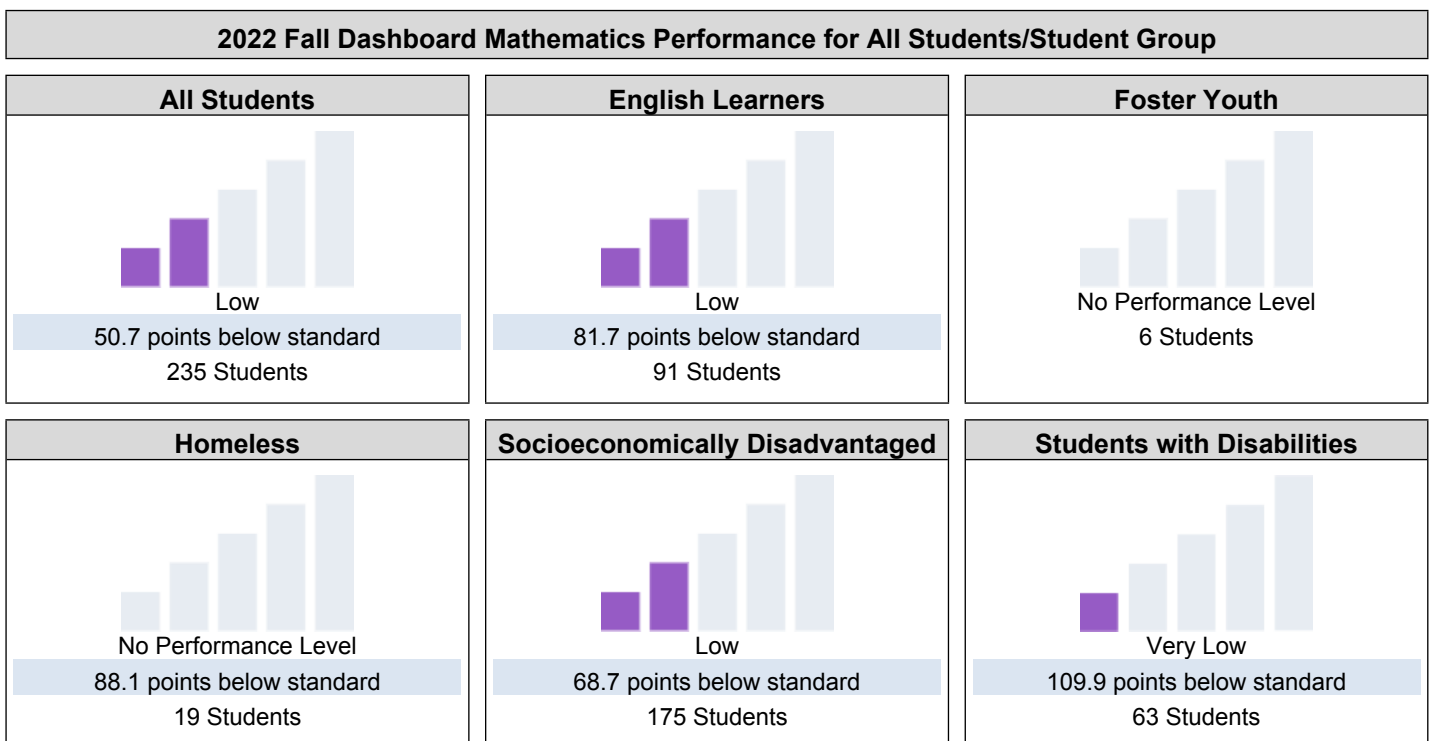 2022 Fall Dashboard Mathematics Performance for All Students/Student Group
All Students
Low
50.7 points below standard
235 Students
English Learners
Low
81.7 points below standard
91 Students
Foster Youth
No Performance Level
6 Students
Homeless
No Performance Level
88.1 points below standard
19 Students
Socioeconomically Disadvantaged
Low
68.7 points below standard
175 Students
Students with Disabilities
Very Low
109.9 points below standard
63 Students